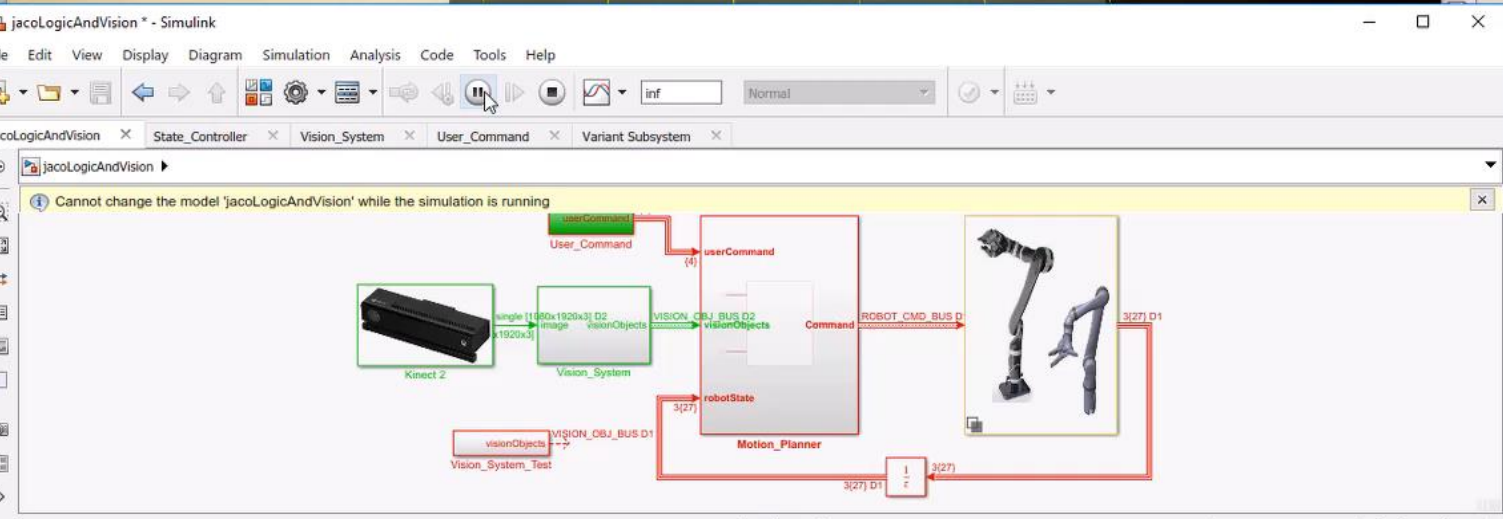 jacoLogicAndVision * - Simulink
Edit View Display Diagram Simulation Analysis Code Tools Help
inf
Normal
coLogicAndVision State_Controller Vision_System User_Command Variant Subsystem
jacoLogicAndVision
Cannot change the model 'jacoLogicAndVision' while the simulation is running
userCommand
User_Command
{4}
userCommand
single [1080x1920x3] D2
x1920x3]
image
visionObjects
Vision_System
VISION_OBJ_BUS D2
visionObjects
Command
ROBOT_CMD_BUS D
3{27} D1
Kinect 2
robotState
3{27}
Motion_Planner
visionObjects
VISION_OBJ_BUS D1
Vision_System_Test
1
z
3{27}
3{27} D1